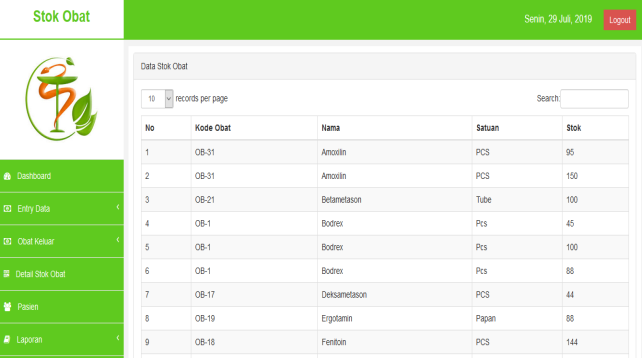 Stok Obat
Senin, 29 Juli, 2019 Logout
Data Stok Obat
10 records per page Search:
No Kode Obat Nama Satuan Stok
1 OB-31 Amoxilin PCS 95
2 OB-31 Amoxilin PCS 150
3 OB-21 Betametason Tube 100
4 OB-1 Bodrex Pcs 45
5 OB-1 Bodrex Pcs 100
6 OB-1 Bodrex Pcs 88
7 OB-17 Deksametason PCS 44
8 OB-19 Ergotamin Papan 88
9 OB-18 Fenitoin PCS 144
Dashboard
Entry Data
Obat Keluar
Detail Stok Obat
Pasien
Laporan